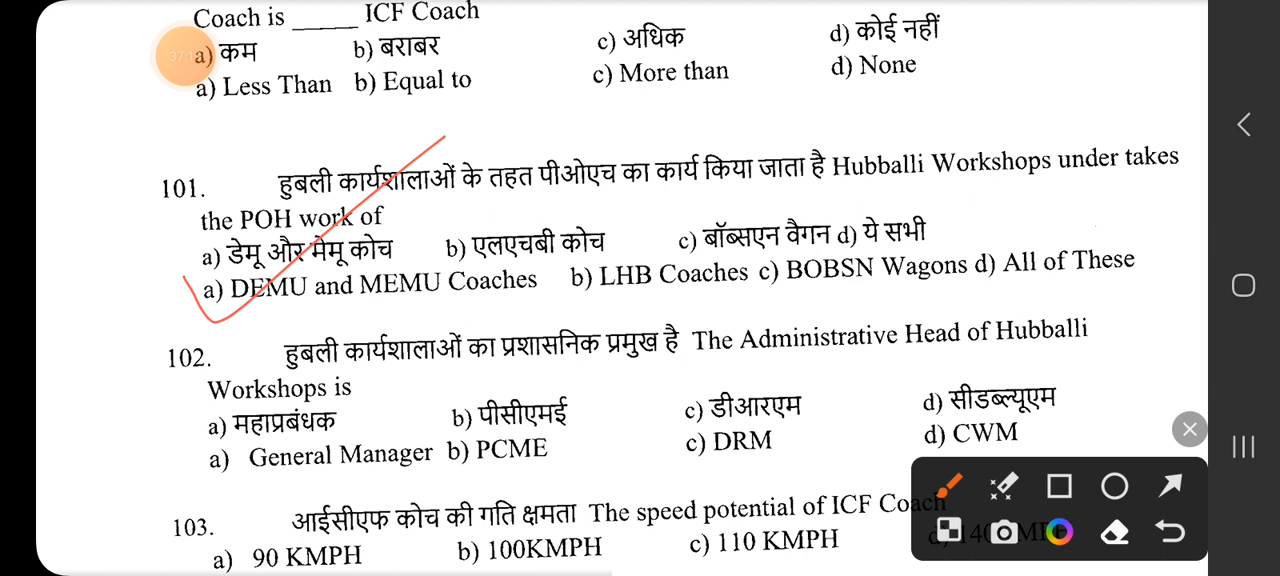 Coach is _____ ICF Coach
a) कम b) बराबर c) अधिक d) कोई नहीं
a) Less Than b) Equal to c) More than d) None
101. हुबली कार्यशालाओं के तहत पीओएच का कार्य किया जाता है Hubballi Workshops under takes
the POH work of
a) डेमू और मेमू कोच b) एलएचबी कोच c) बॉब्सएन वैगन d) ये सभी
a) DEMU and MEMU Coaches b) LHB Coaches c) BOBSN Wagons d) All of These
102. हुबली कार्यशालाओं का प्रशासनिक प्रमुख है The Administrative Head of Hubballi
Workshops is
a) महाप्रबंधक b) पीसीएमई c) डीआरएम d) सीडब्ल्यूएम
a) General Manager b) PCME c) DRM d) CWM
103. आईसीएफ कोच की गति क्षमता The speed potential of ICF Coach
a) 90 KMPH b) 100KMPH c) 110 KMPH